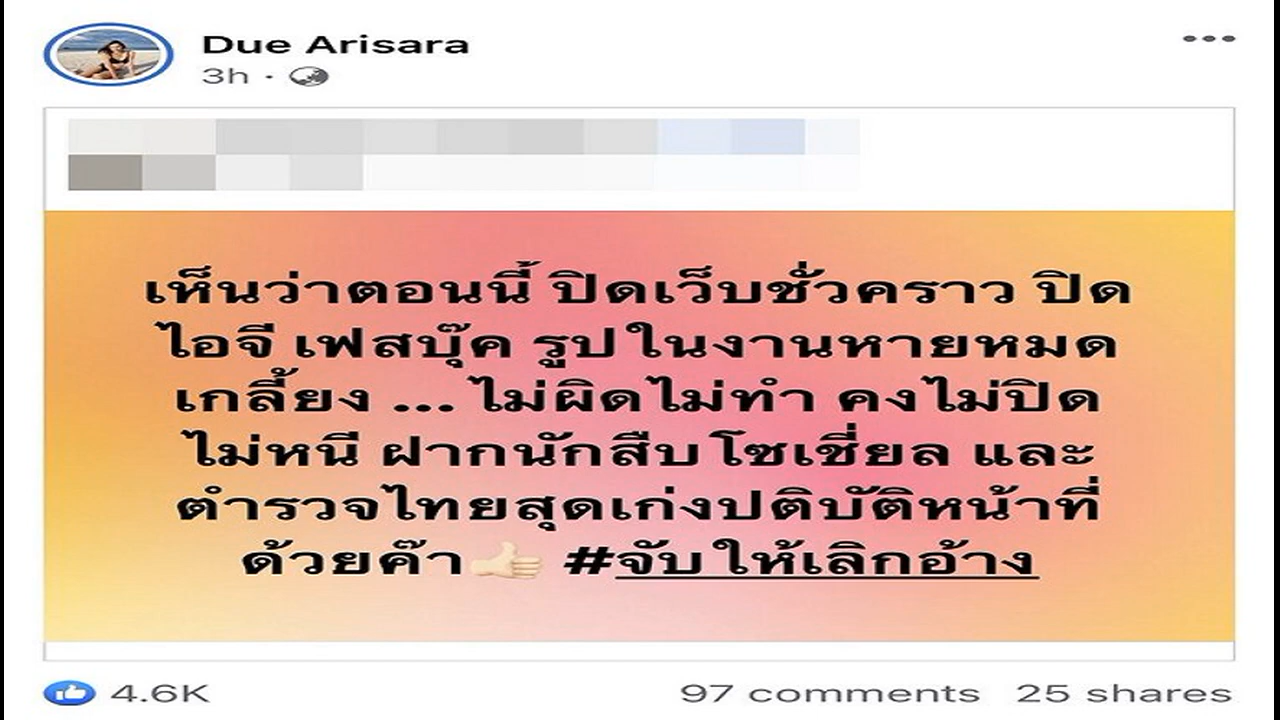 Due Arisara
3h ·
เห็นว่าตอนนี้ ปิดเว็บชั่วคราว ปิด
ไอจี เฟสบุ๊ค รูปในงานหายหมด
เกลี้ยง ... ไม่ผิดไม่ทำ คงไม่ปิด
ไม่หนี ฝากนักสืบโซเชี่ยล และ
ตำรวจไทยสุดเก่งปติบัติหน้าที่
ด้วยค๊า👍🏻 #จับให้เลิกอ้าง
4.6K 97 comments 25 shares